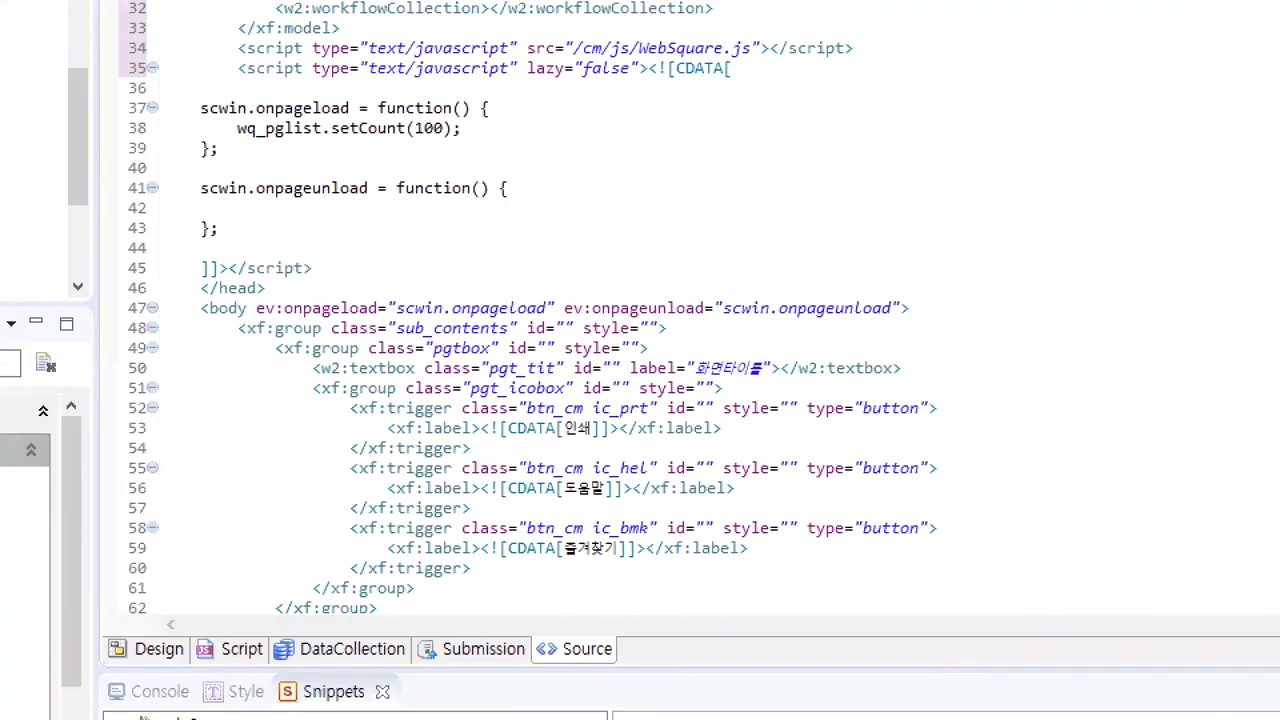 32 <w2:workflowCollection></w2:workflowCollection>
33 </xf:model>
34 <script type="text/javascript" src="/cm/js/WebSquare.js"></script>
35 <script type="text/javascript" lazy="false"><![CDATA[
36
37 scwin.onpageload = function() {
38 wq_pglist.setCount(100);
39 };
40
41 scwin.onpageunload = function() {
42
43 };
44
45 ]]></script>
46 </head>
47 <body ev:onpageload="scwin.onpageload" ev:onpageunload="scwin.onpageunload">
48 <xf:group class="sub_contents" id="" style="">
49 <xf:group class="pgtbox" id="" style="">
50 <w2:textbox class="pgt_tit" id="" label="화면타이틀"></w2:textbox>
51 <xf:group class="pgt_icobox" id="" style="">
52 <xf:trigger class="btn_cm ic_prt" id="" style="" type="button">
53 <xf:label><![CDATA[인쇄]]></xf:label>
54 </xf:trigger>
55 <xf:trigger class="btn_cm ic_hel" id="" style="" type="button">
56 <xf:label><![CDATA[도움말]]></xf:label>
57 </xf:trigger>
58 <xf:trigger class="btn_cm ic_bmk" id="" style="" type="button">
59 <xf:label><![CDATA[즐겨찾기]]></xf:label>
60 </xf:trigger>
61 </xf:group>
62 </xf:group>
Design JS Script DataCollection Submission Source
Console Style S Snippets